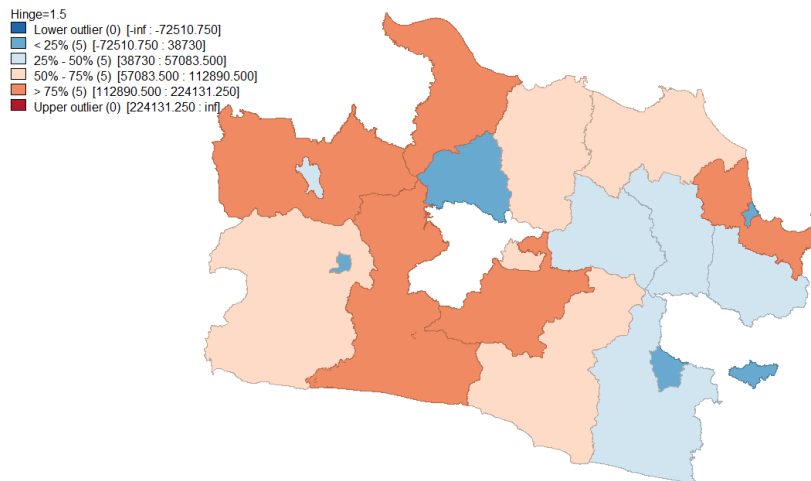 Hinge=1.5
Lower outlier (0) [-inf : -72510.750]
< 25% (5) [-72510.750 : 38730]
25% - 50% (5) [38730 : 57083.500]
50% - 75% (5) [57083.500 : 112890.500]
> 75% (5) [112890.500 : 224131.250]
Upper outlier (0) [224131.250 : inf]